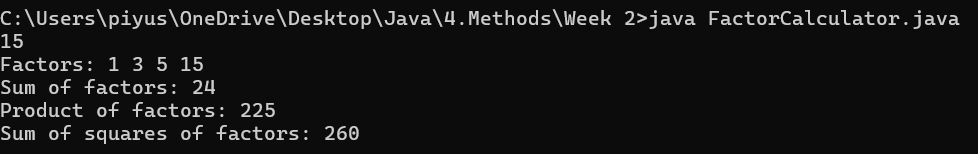 C:\Users\piyus\OneDrive\Desktop\Java\4.Methods\Week 2>java FactorCalculator.java
15
Factors: 1 3 5 15
Sum of factors: 24
Product of factors: 225
Sum of squares of factors: 260